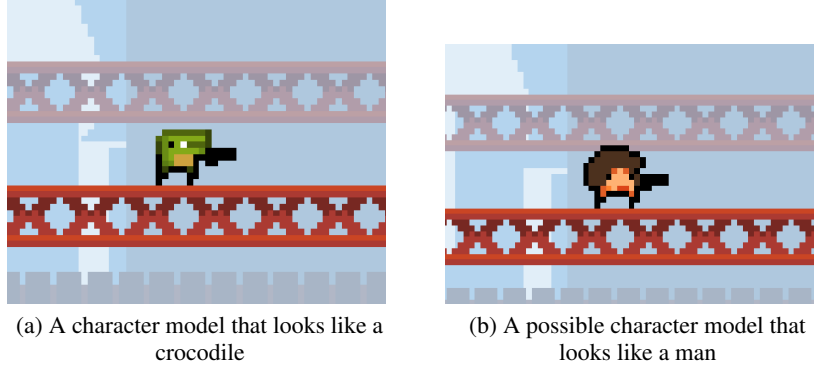 (a) A character model that looks like a
crocodile
(b) A possible character model that
looks like a man